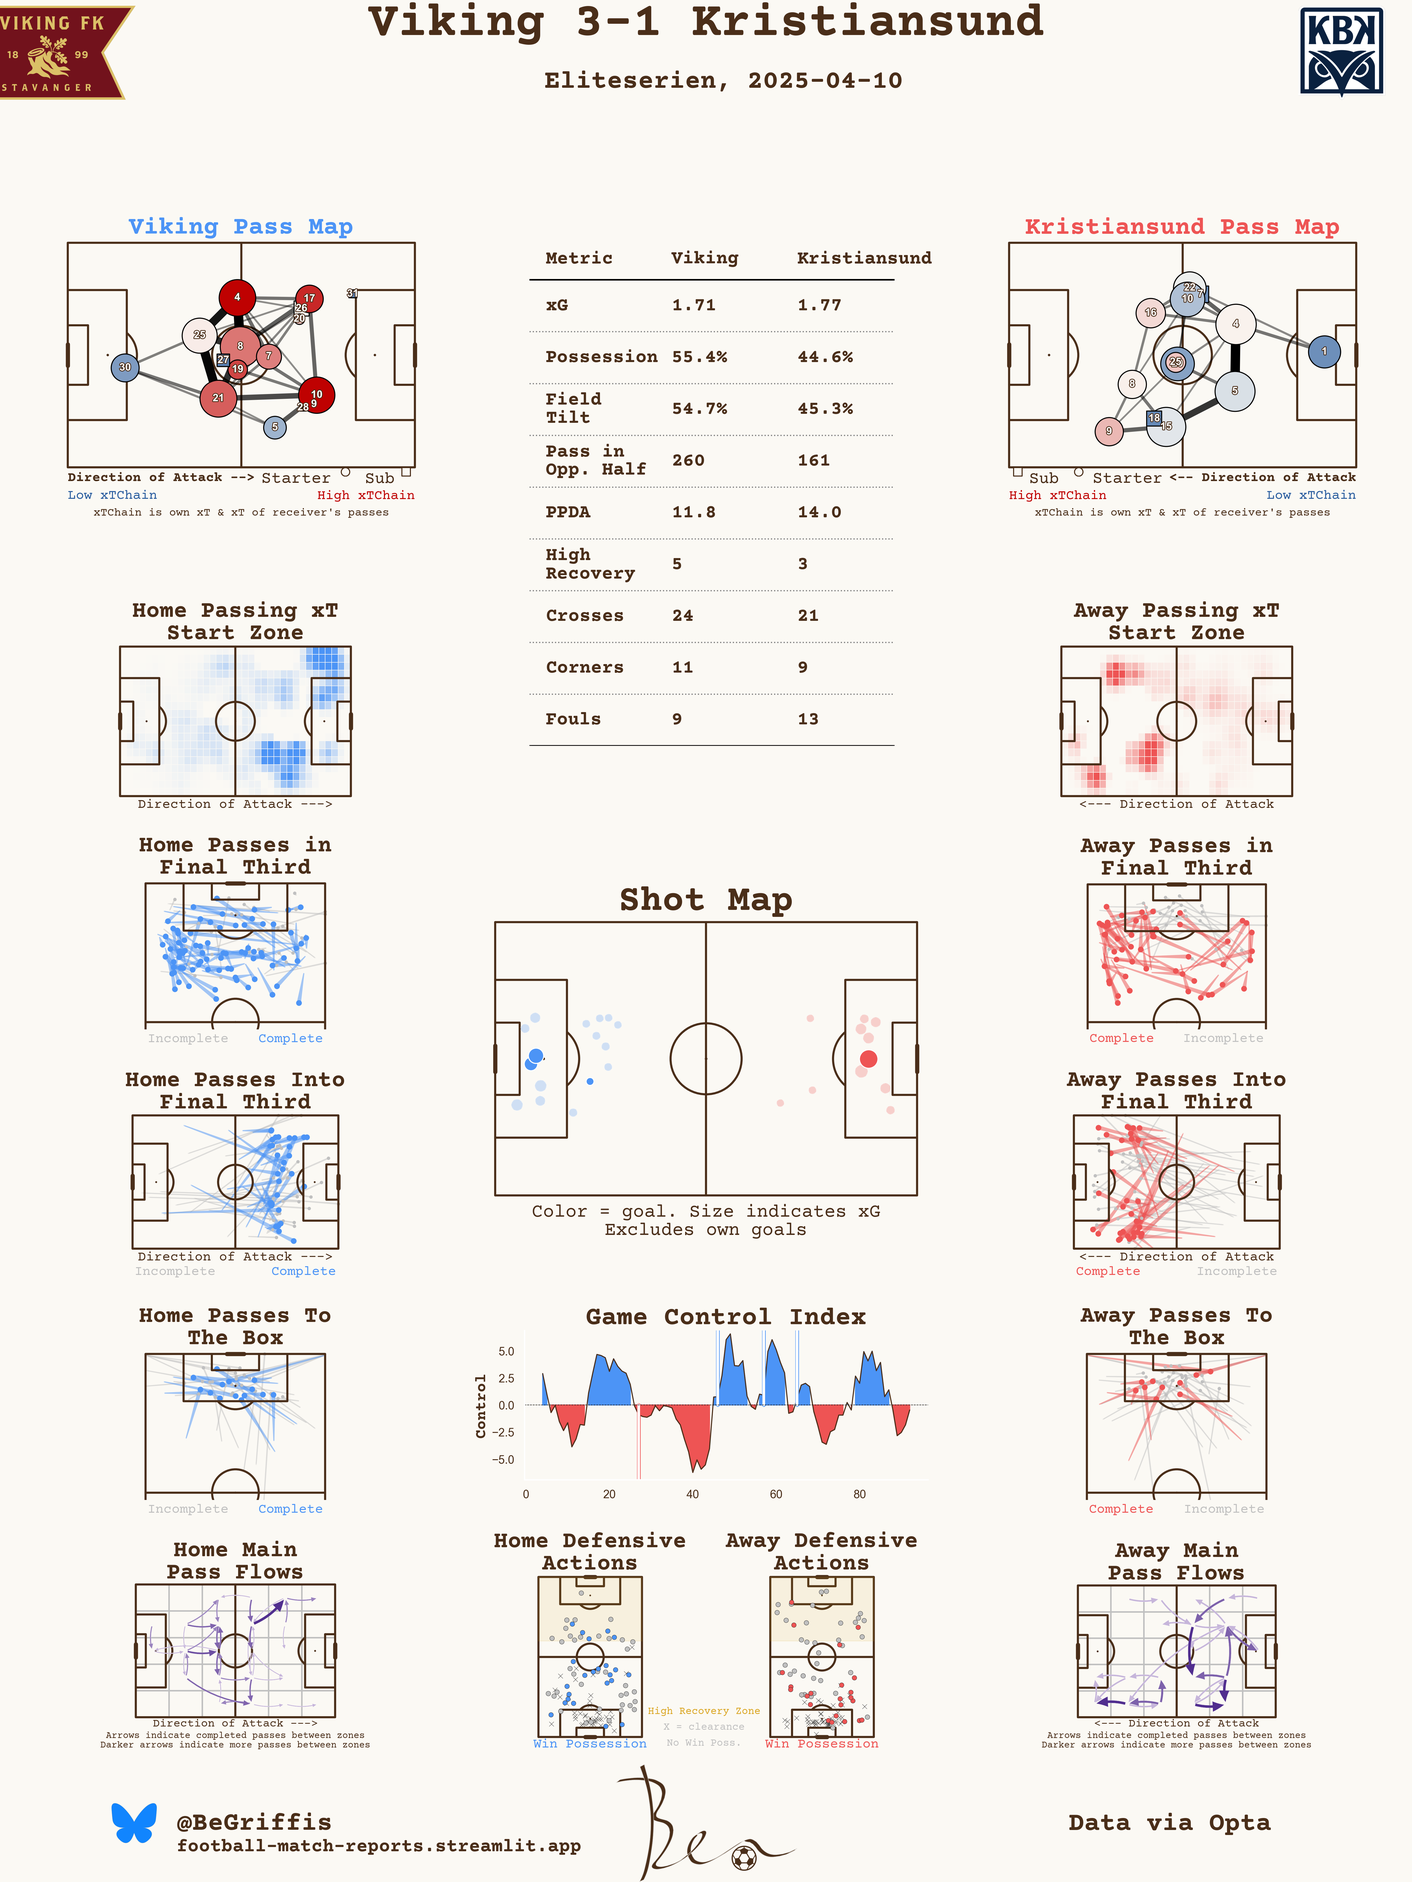 VIKING FK
18 99
STAVANGER
Viking 3-1 Kristiansund
Eliteserien, 2025-04-10
KBK
Viking Pass Map
4
17
26
20
31
25
8
7
27
19
30
21
10
9
28
5
Direction of Attack --> Starter Sub
Low xTChain High xTChain
xTChain is own xT & xT of receiver's passes
Metric Viking Kristiansund
xG 1.71 1.77
Possession 55.4% 44.6%
Field
Tilt 54.7% 45.3%
Pass in
Opp. Half 260 161
PPDA 11.8 14.0
High
Recovery 5 3
Crosses 24 21
Corners 11 9
Fouls 9 13
Kristiansund Pass Map
22
7
10
16
4
1
25
8
5
18
15
9
Sub Starter <-- Direction of Attack
High xTChain Low xTChain
xTChain is own xT & xT of receiver's passes
Home Passing xT
Start Zone
Direction of Attack --->
Away Passing xT
Start Zone
<--- Direction of Attack
Home Passes in
Final Third
Incomplete Complete
Shot Map
Color = goal. Size indicates xG
Excludes own goals
Away Passes in
Final Third
Complete Incomplete
Home Passes Into
Final Third
Direction of Attack --->
Incomplete Complete
Away Passes Into
Final Third
<--- Direction of Attack
Complete Incomplete
Home Passes To
The Box
Incomplete Complete
Game Control Index
Control
5.0
2.5
0.0
−2.5
−5.0
0 20 40 60 80
Away Passes To
The Box
Complete Incomplete
Home Main
Pass Flows
Direction of Attack --->
Arrows indicate completed passes between zones
Darker arrows indicate more passes between zones
Home Defensive
Actions
Win Possession
High Recovery Zone
X = clearance
No Win Poss.
Away Defensive
Actions
Win Possession
Away Main
Pass Flows
<--- Direction of Attack
Arrows indicate completed passes between zones
Darker arrows indicate more passes between zones
@BeGriffis
football-match-reports.streamlit.app
Ben
Data via Opta